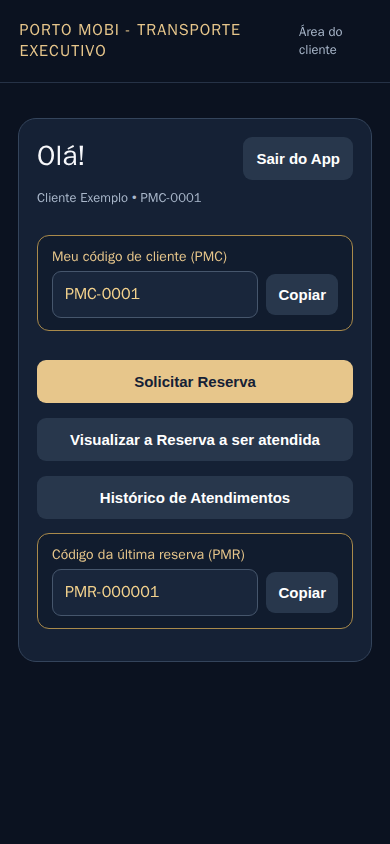 PORTO MOBI - TRANSPORTE
EXECUTIVO
Área do
cliente
Olá!
Sair do App
Cliente Exemplo • PMC-0001
Meu código de cliente (PMC)
PMC-0001
Copiar
Solicitar Reserva
Visualizar a Reserva a ser atendida
Histórico de Atendimentos
Código da última reserva (PMR)
PMR-000001
Copiar